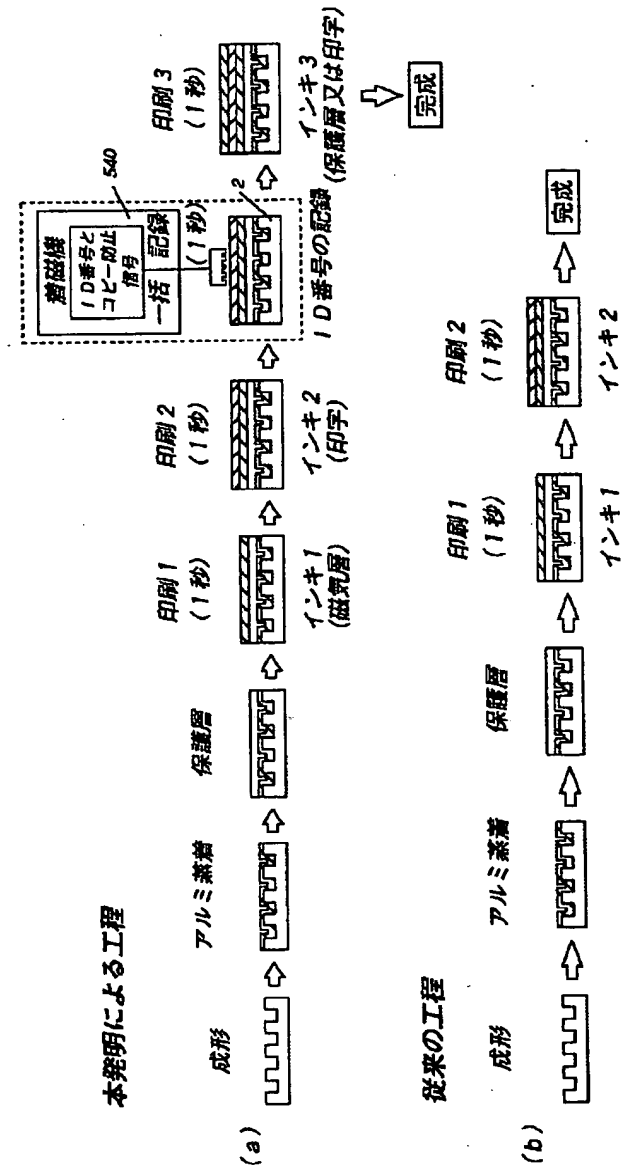 本発明による工程
(a)
成形
アルミ蒸着
保護層
印刷1
(1秒)
インキ1
(磁気層)
印刷2
(1秒)
インキ2
(印字)
着磁機
ID番号と
コピー防止
信号
一括 記録
(1秒)
540
2
ID番号の記録
印刷3
(1秒)
インキ3
(保護層又は印字)
完成
従来の工程
(b)
成形
アルミ蒸着
保護層
印刷1
(1秒)
インキ1
印刷2
(1秒)
インキ2
完成